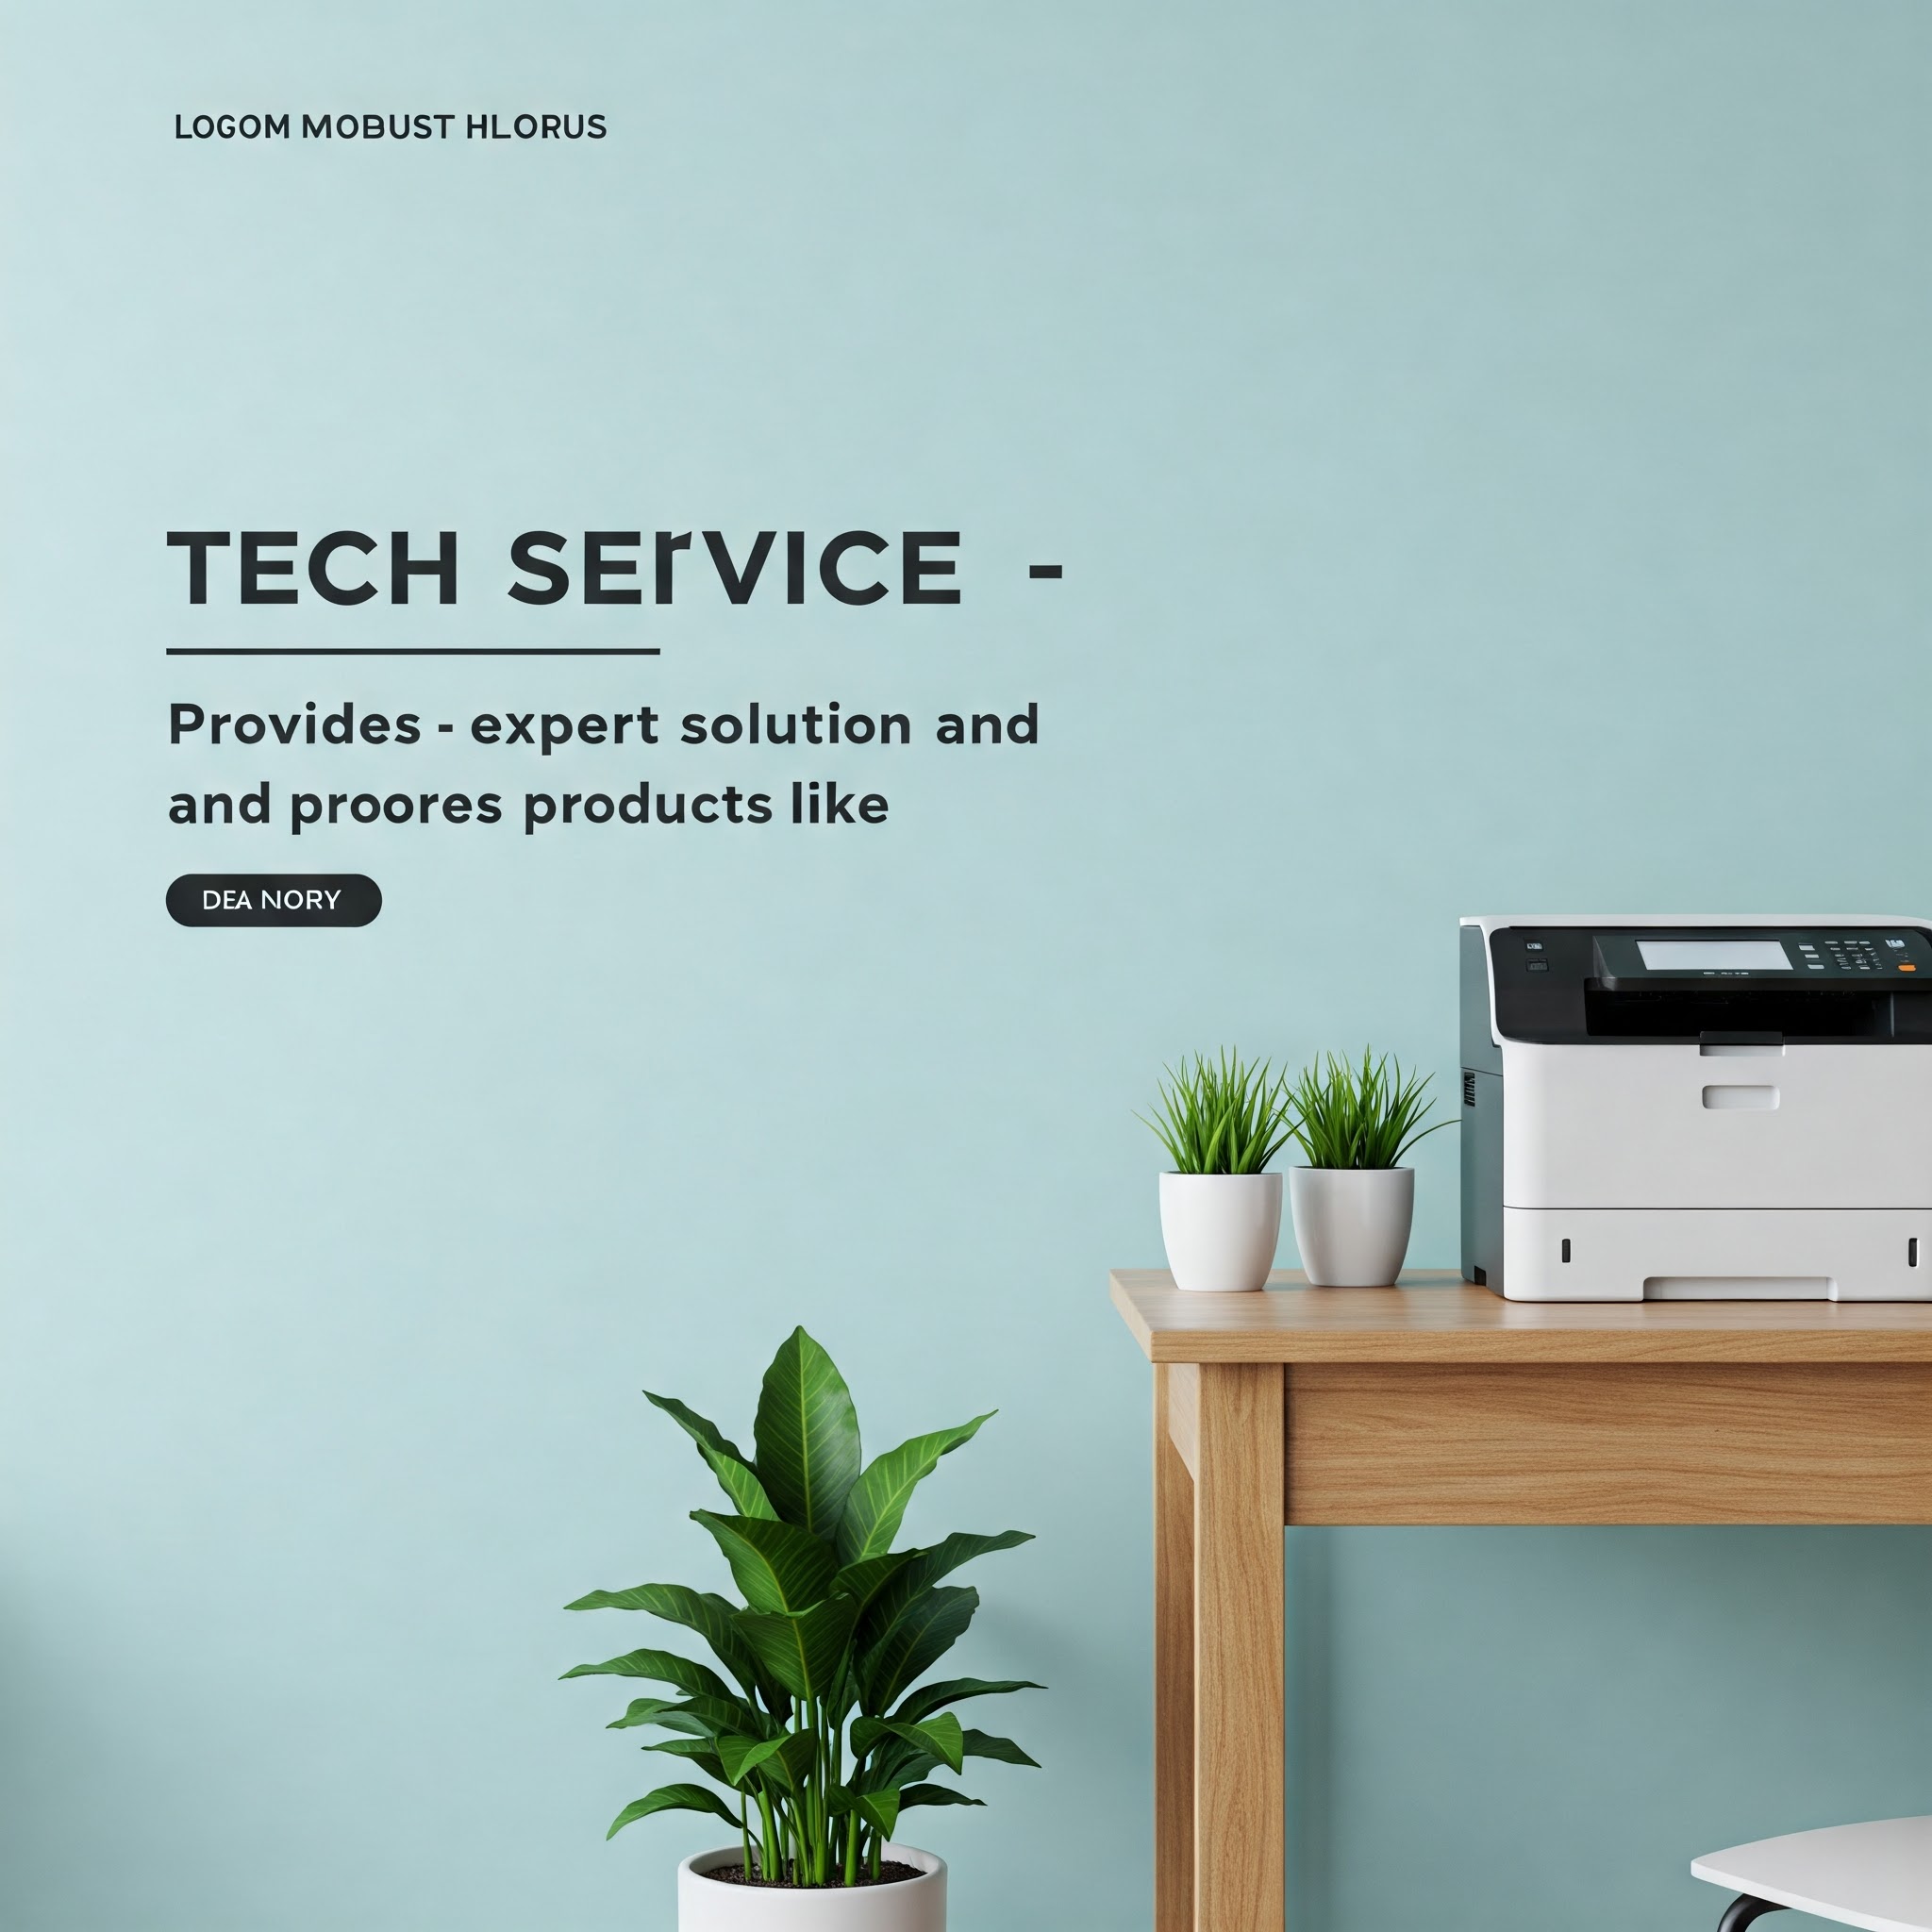 LOGOM MOBUST HLORUS
TECH SErVICE -
Provides - expert solution and
and proores products like
DEA NORY